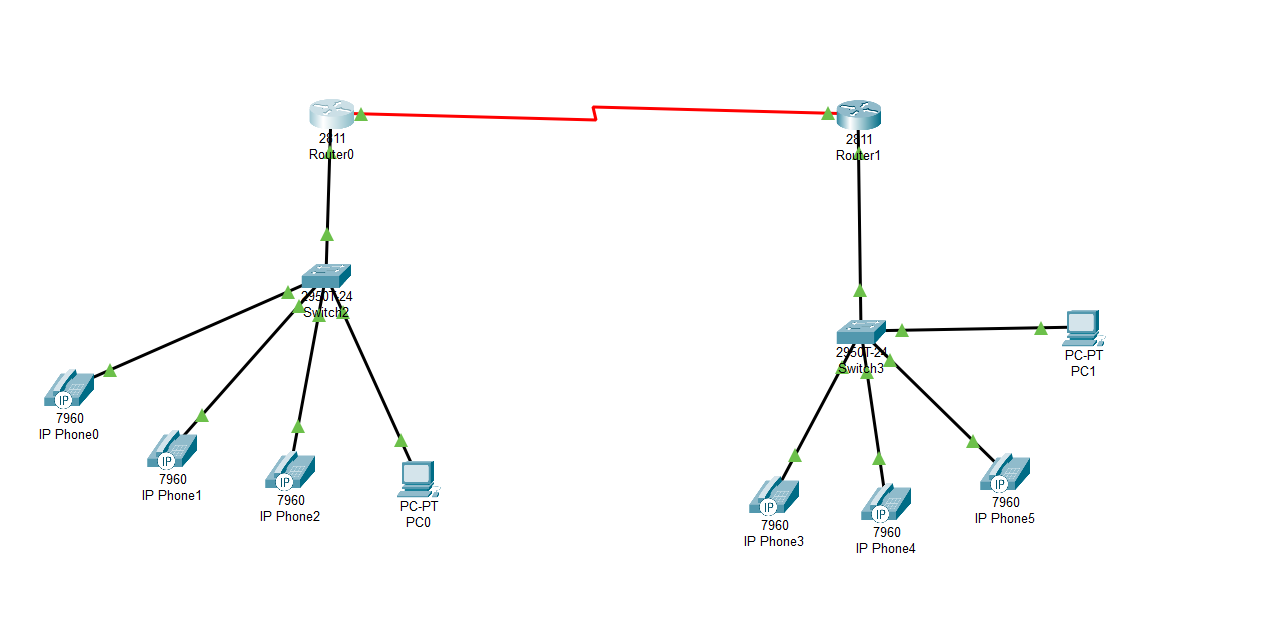 2811
Router0
2811
Router1
2950T-24
Switch2
2950T-24
Switch3
PC-PT
PC1
IP
7960
IP Phone0
IP
7960
IP Phone1
IP
7960
IP Phone2
PC-PT
PC0
IP
7960
IP Phone3
IP
7960
IP Phone4
IP
7960
IP Phone5